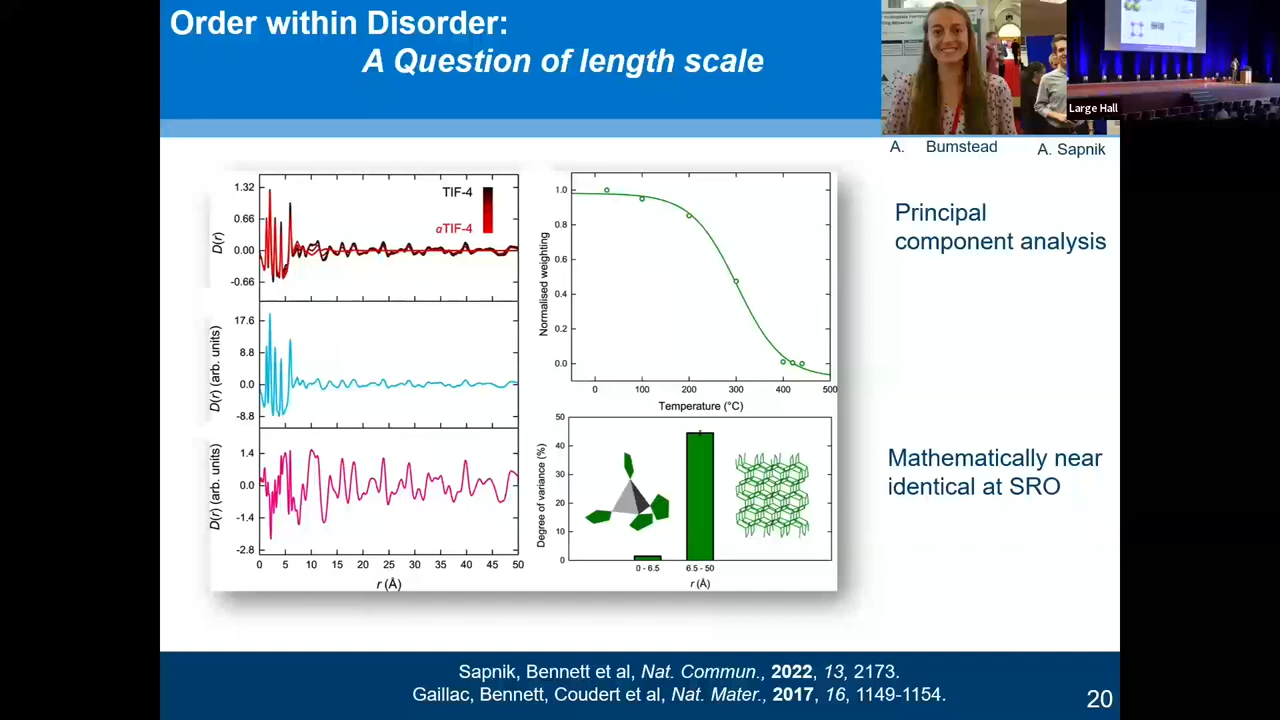 Order within Disorder:
A Question of length scale
Large Hall
A. Bumstead
A. Sapnik
TIF-4
aTIF-4
D(r)
1.32
0.66
0.00
-0.66
D(r) (arb. units)
17.6
8.8
0.0
-8.8
D(r) (arb. units)
1.4
0.0
-1.4
-2.8
0 5 10 15 20 25 30 35 40 45 50
r (Å)
Normalised weighting
1.0
0.8
0.6
0.4
0.2
0.0
0 100 200 300 400 500
Temperature (°C)
Degree of variance (%)
50
40
30
20
10
0
0 - 6.5 6.5 - 50
r (Å)
Principal
component analysis
Mathematically near
identical at SRO
Sapnik, Bennett et al, Nat. Commun., 2022, 13, 2173.
Gaillac, Bennett, Coudert et al, Nat. Mater., 2017, 16, 1149-1154.
20